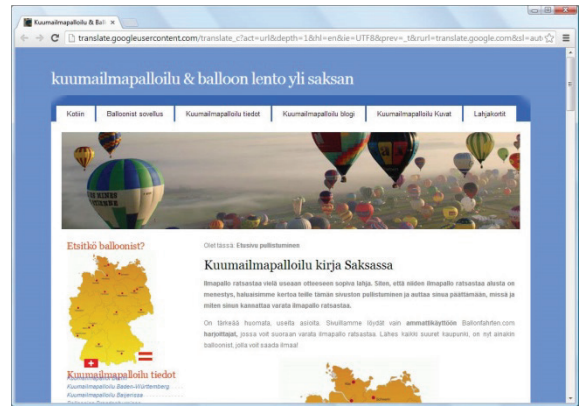 Kuumailmapalloilu & Ball
translate.googleusercontent.com/translate_c?act=url&depth=1&hl=en&ie=UTF8&prev=_t&rurl=translate.google.com&sl=aut
kuumailmapalloilu & balloon lento yli saksan
Kotiin Balloonist sovellus Kuumailmapalloilu tiedot Kuumailmapalloilu blogi Kuumailmapalloilu Kuvat Lahjakortit
Etsitkö balloonist?
Olet tässä: Etusivu pullistuminen
Kuumailmapalloilu kirja Saksassa
Ilmapallo ratsastaa vielä useaan otteeseen sopiva lahja. Siten, että niiden ilmapallo ratsastaa alusta on
menestys, haluaisimme kertoa teille tämän sivuston pullistuminen ja auttaa sinua päättämään, missä ja
miten sinun kannattaa varata ilmapallo ratsastaa.
On tärkeää huomata, useita asioita. Sivuillamme löydät vain ammattikäyttöön Ballonfahrten.com
harjoittajat, jossa voit suoraan varata ilmapallo ratsastaa. Lähes kaikki suuret kaupunki, on nyt ainakin
balloonist, jolla voit saada ilmaa!
Kuumailmapalloilu tiedot
Kuumailmapalloilu Baden-Württemberg
Kuumailmapalloilu Baijerissa